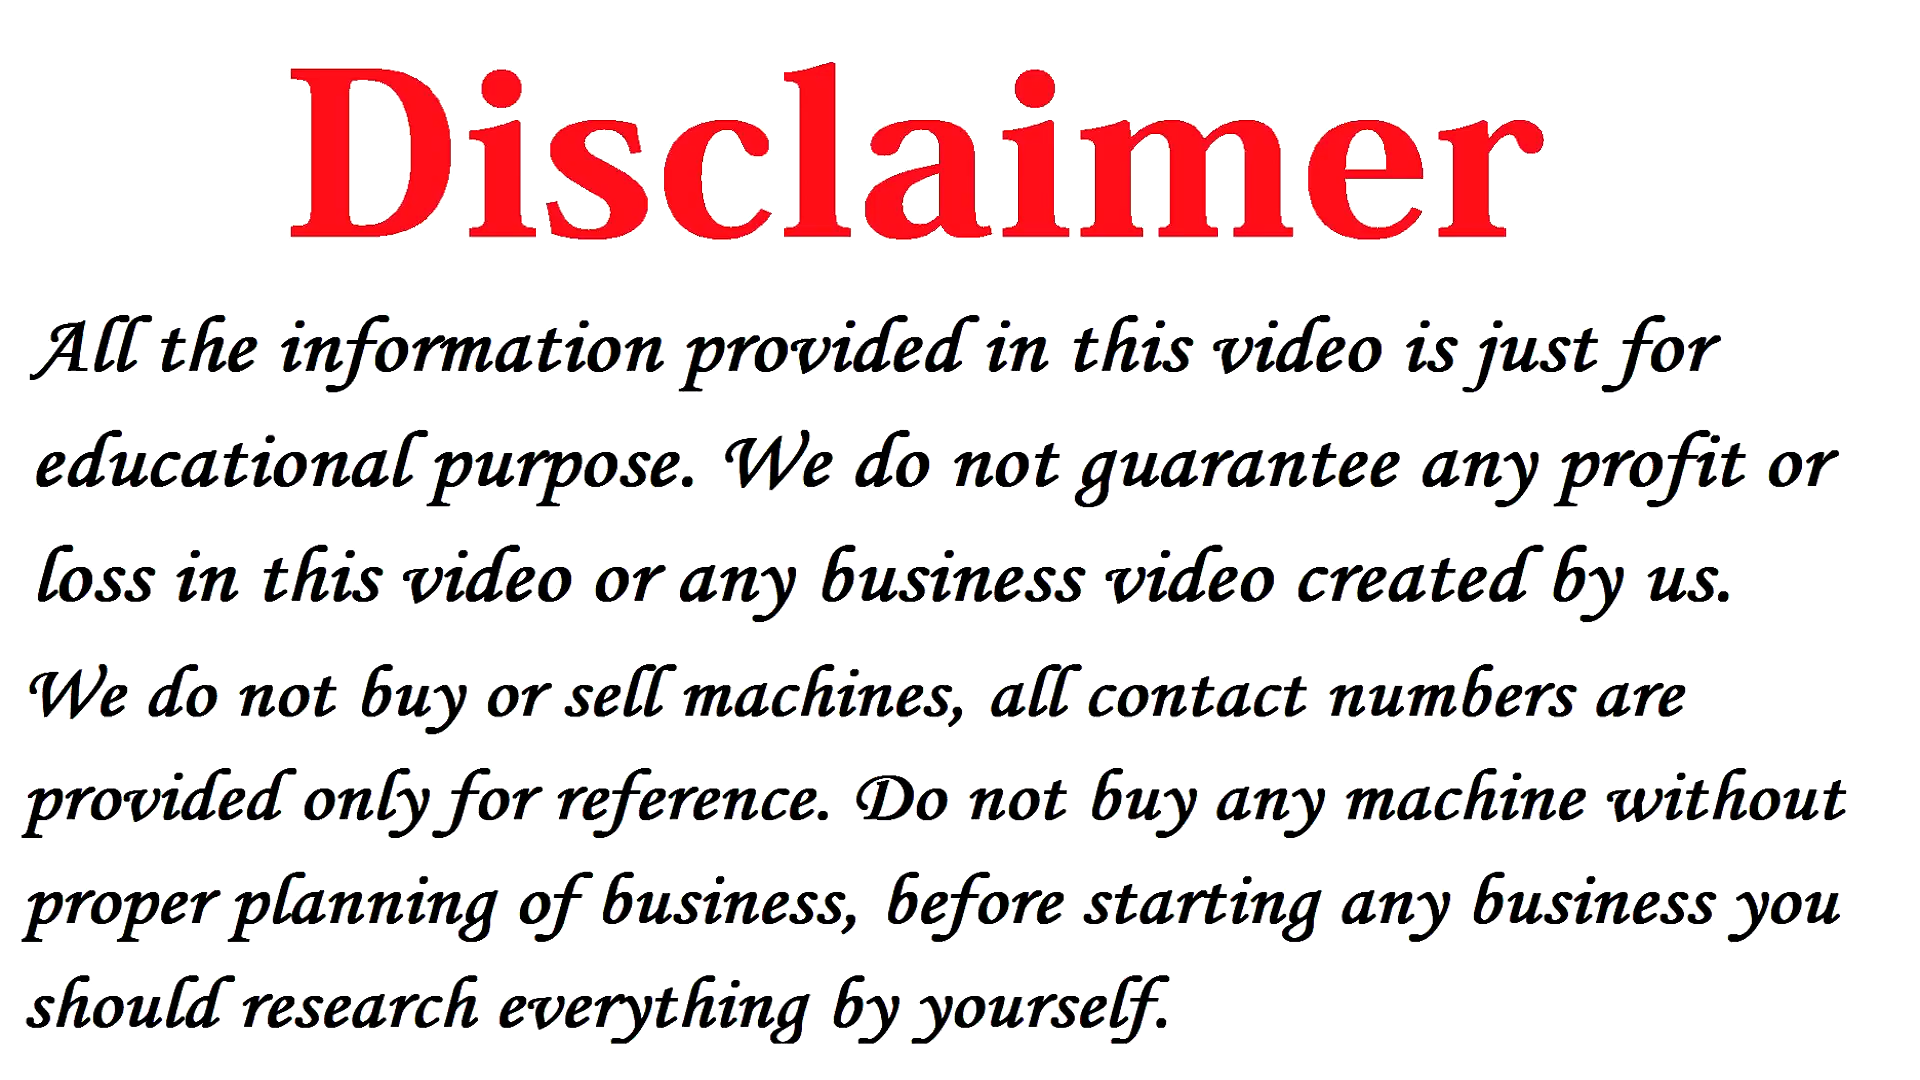 Disclaimer
All the information provided in this video is just for
educational purpose. We do not guarantee any profit or
loss in this video or any business video created by us.
We do not buy or sell machines, all contact numbers are
provided only for reference. Do not buy any machine without
proper planning of business, before starting any business you
should research everything by yourself.